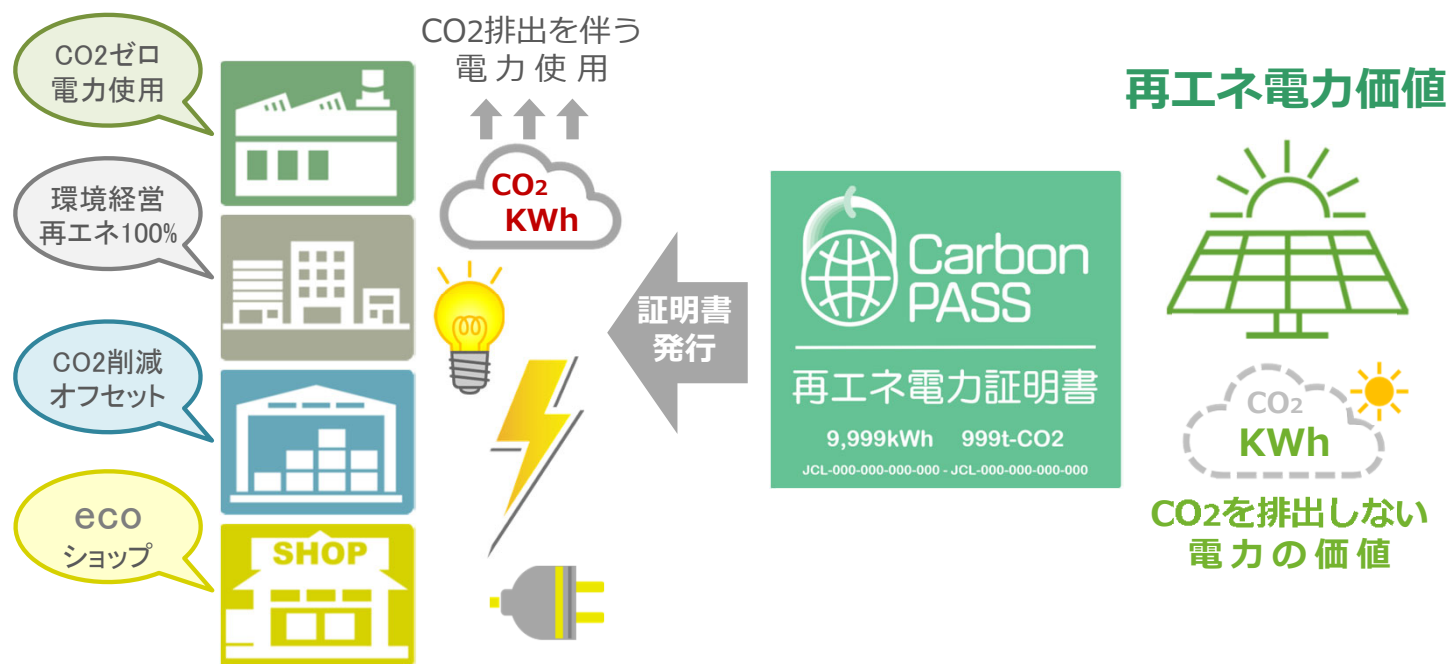 CO2ゼロ
電力使用
環境経営
再エネ100%
CO2削減
オフセット
eco
ショップ
SHOP
CO2排出を伴う
電力使用
CO2
KWh
証明書
発行
Carbon
PASS
再エネ電力証明書
9,999kWh 999t-CO2
JCL-000-000-000-000 - JCL-000-000-000-000
再エネ電力価値
CO2
KWh
CO2を排出しない
電力の価値